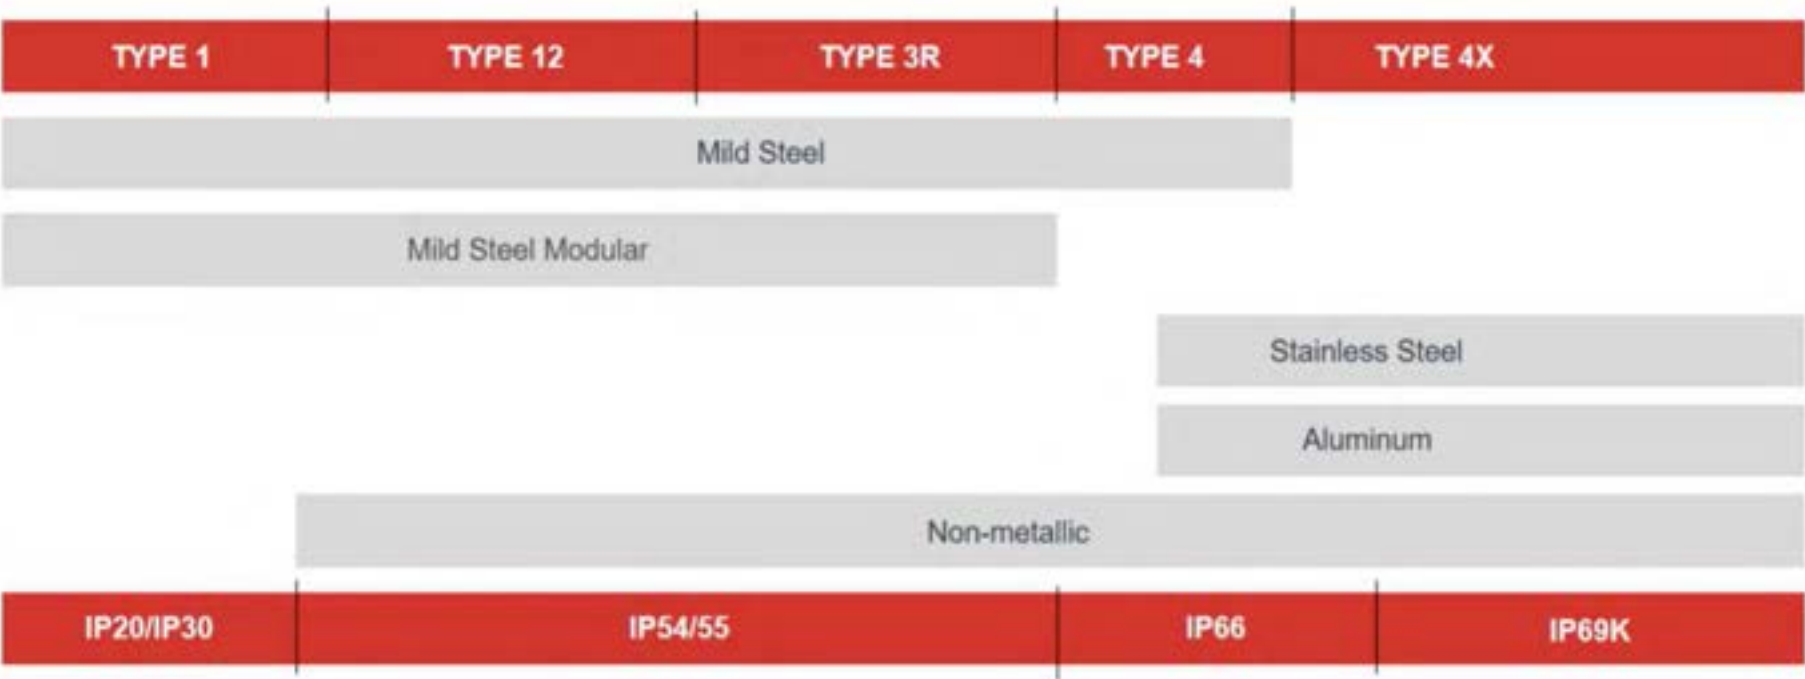 TYPE 1
TYPE 12
TYPE 3R
TYPE 4
TYPE 4X
Mild Steel
Mild Steel Modular
Stainless Steel
Aluminum
Non-metallic
IP20/IP30
IP54/55
IP66
IP69K